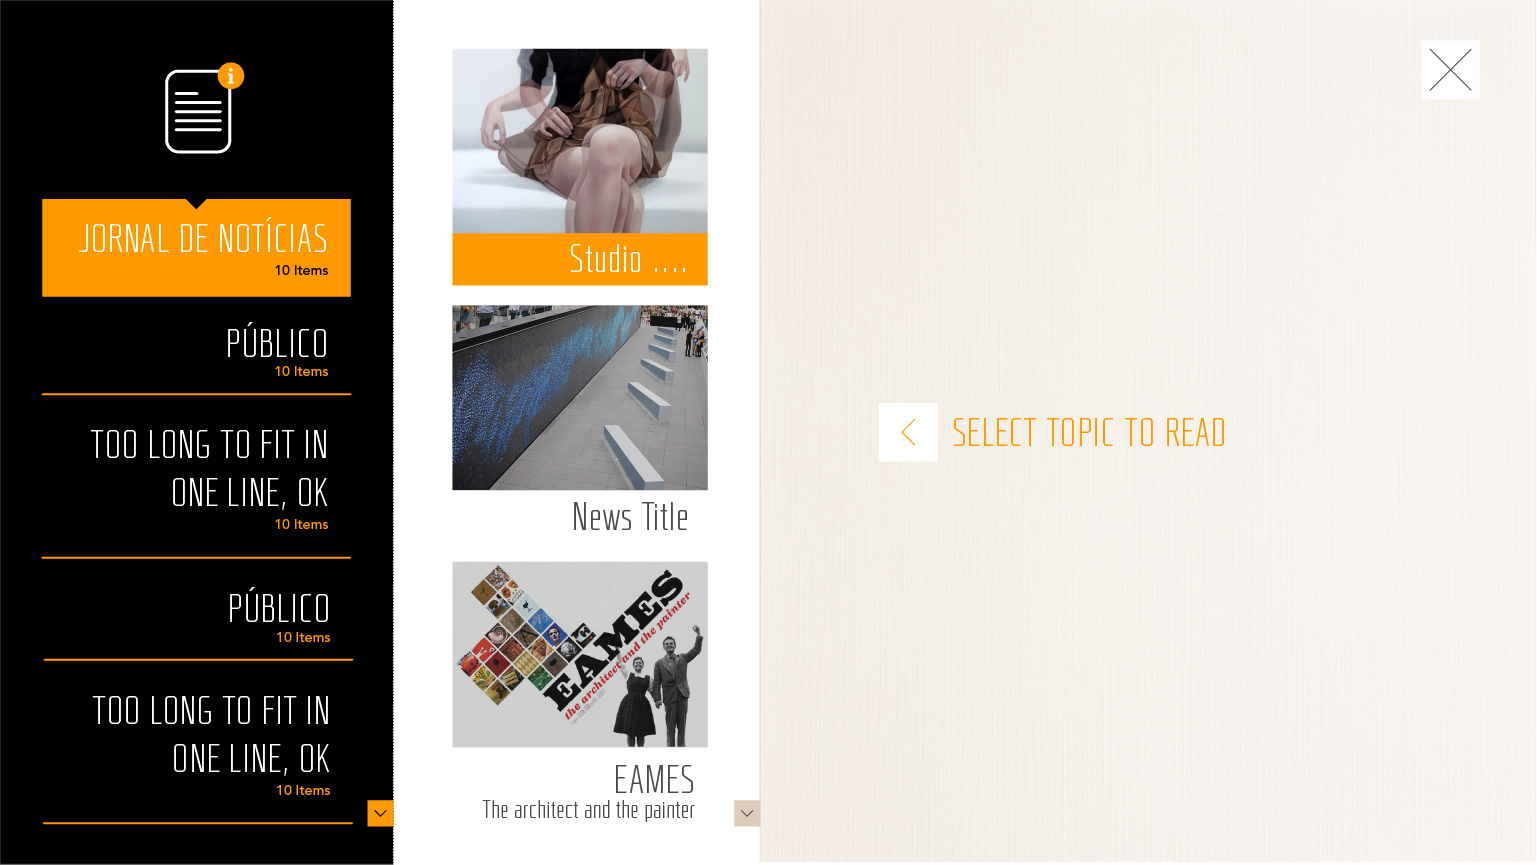 i
JORNAL DE NOTÍCIAS
10 Items
PÚBLICO
10 Items
TOO LONG TO FIT IN
ONE LINE, OK
10 Items
PÚBLICO
10 Items
TOO LONG TO FIT IN
ONE LINE, OK
10 Items
Studio ....
News Title
EAMES
the architect and the painter
EAMES
The architect and the painter
SELECT TOPIC TO READ